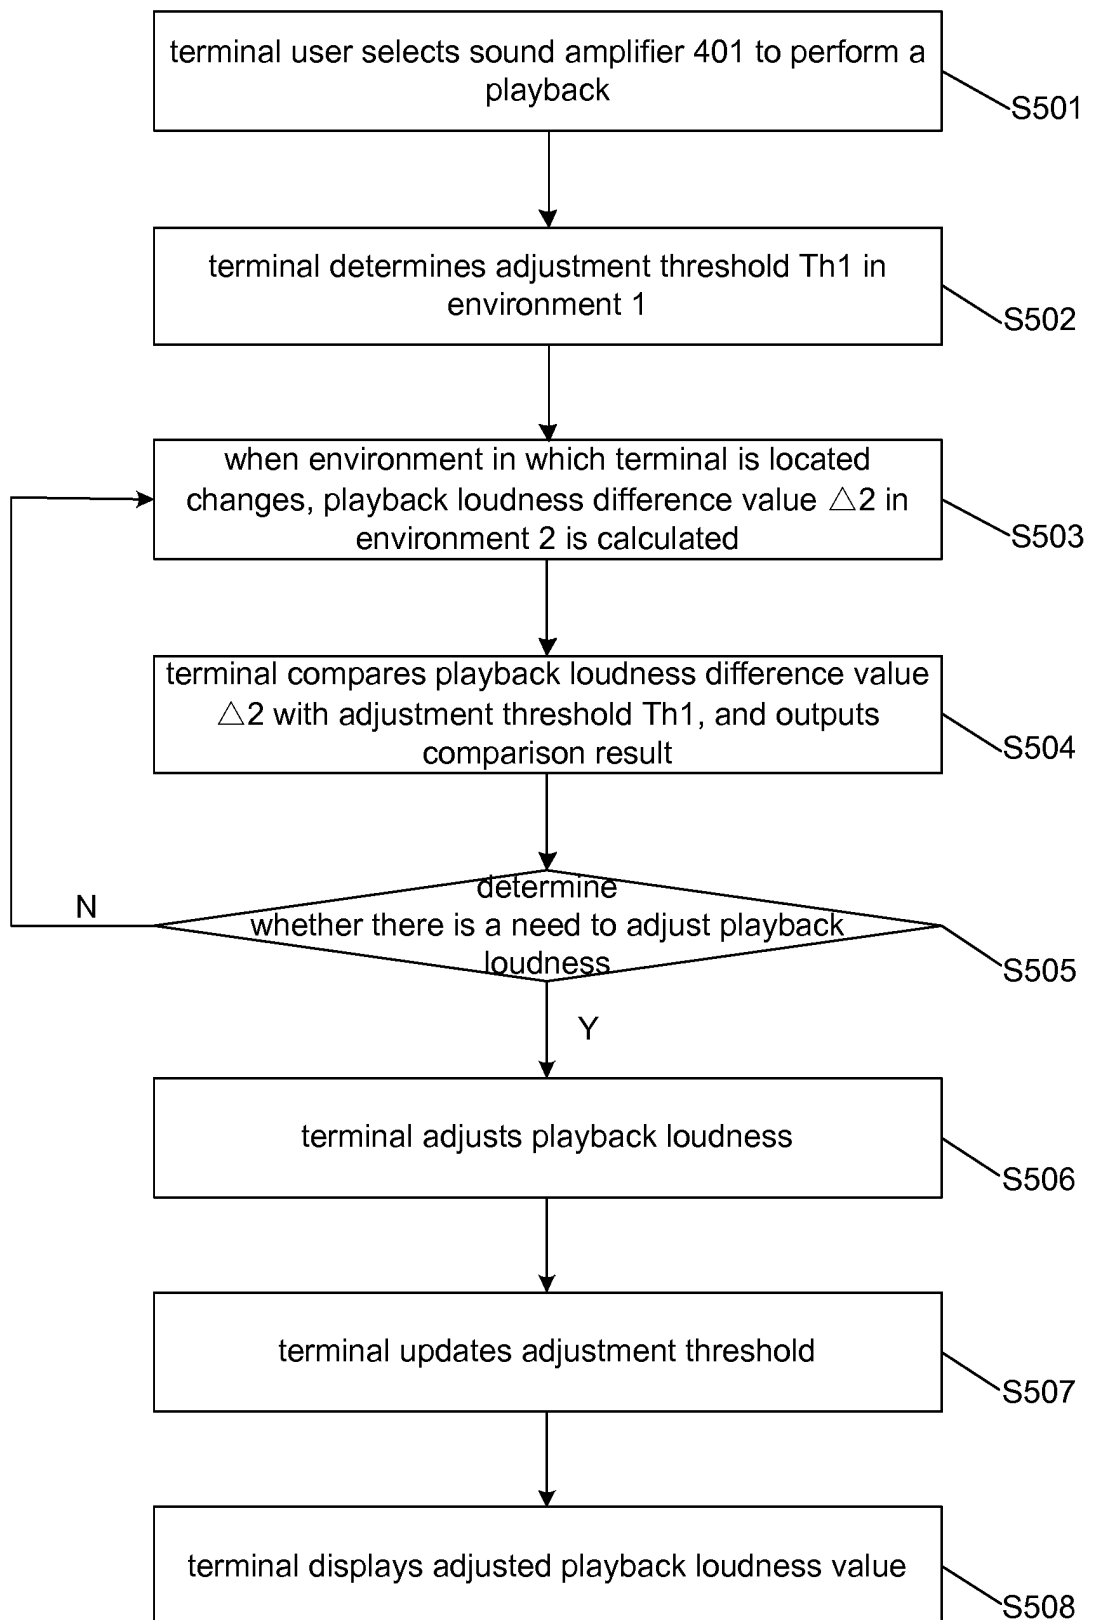 terminal user selects sound amplifier 401 to perform a
playback
S501
terminal determines adjustment threshold Th1 in
environment 1
S502
when environment in which terminal is located
changes, playback loudness difference value △2 in
environment 2 is calculated
S503
terminal compares playback loudness difference value
△2 with adjustment threshold Th1, and outputs
comparison result
S504
determine
whether there is a need to adjust playback
loudness
S505
N
Y
terminal adjusts playback loudness
S506
terminal updates adjustment threshold
S507
terminal displays adjusted playback loudness value
S508